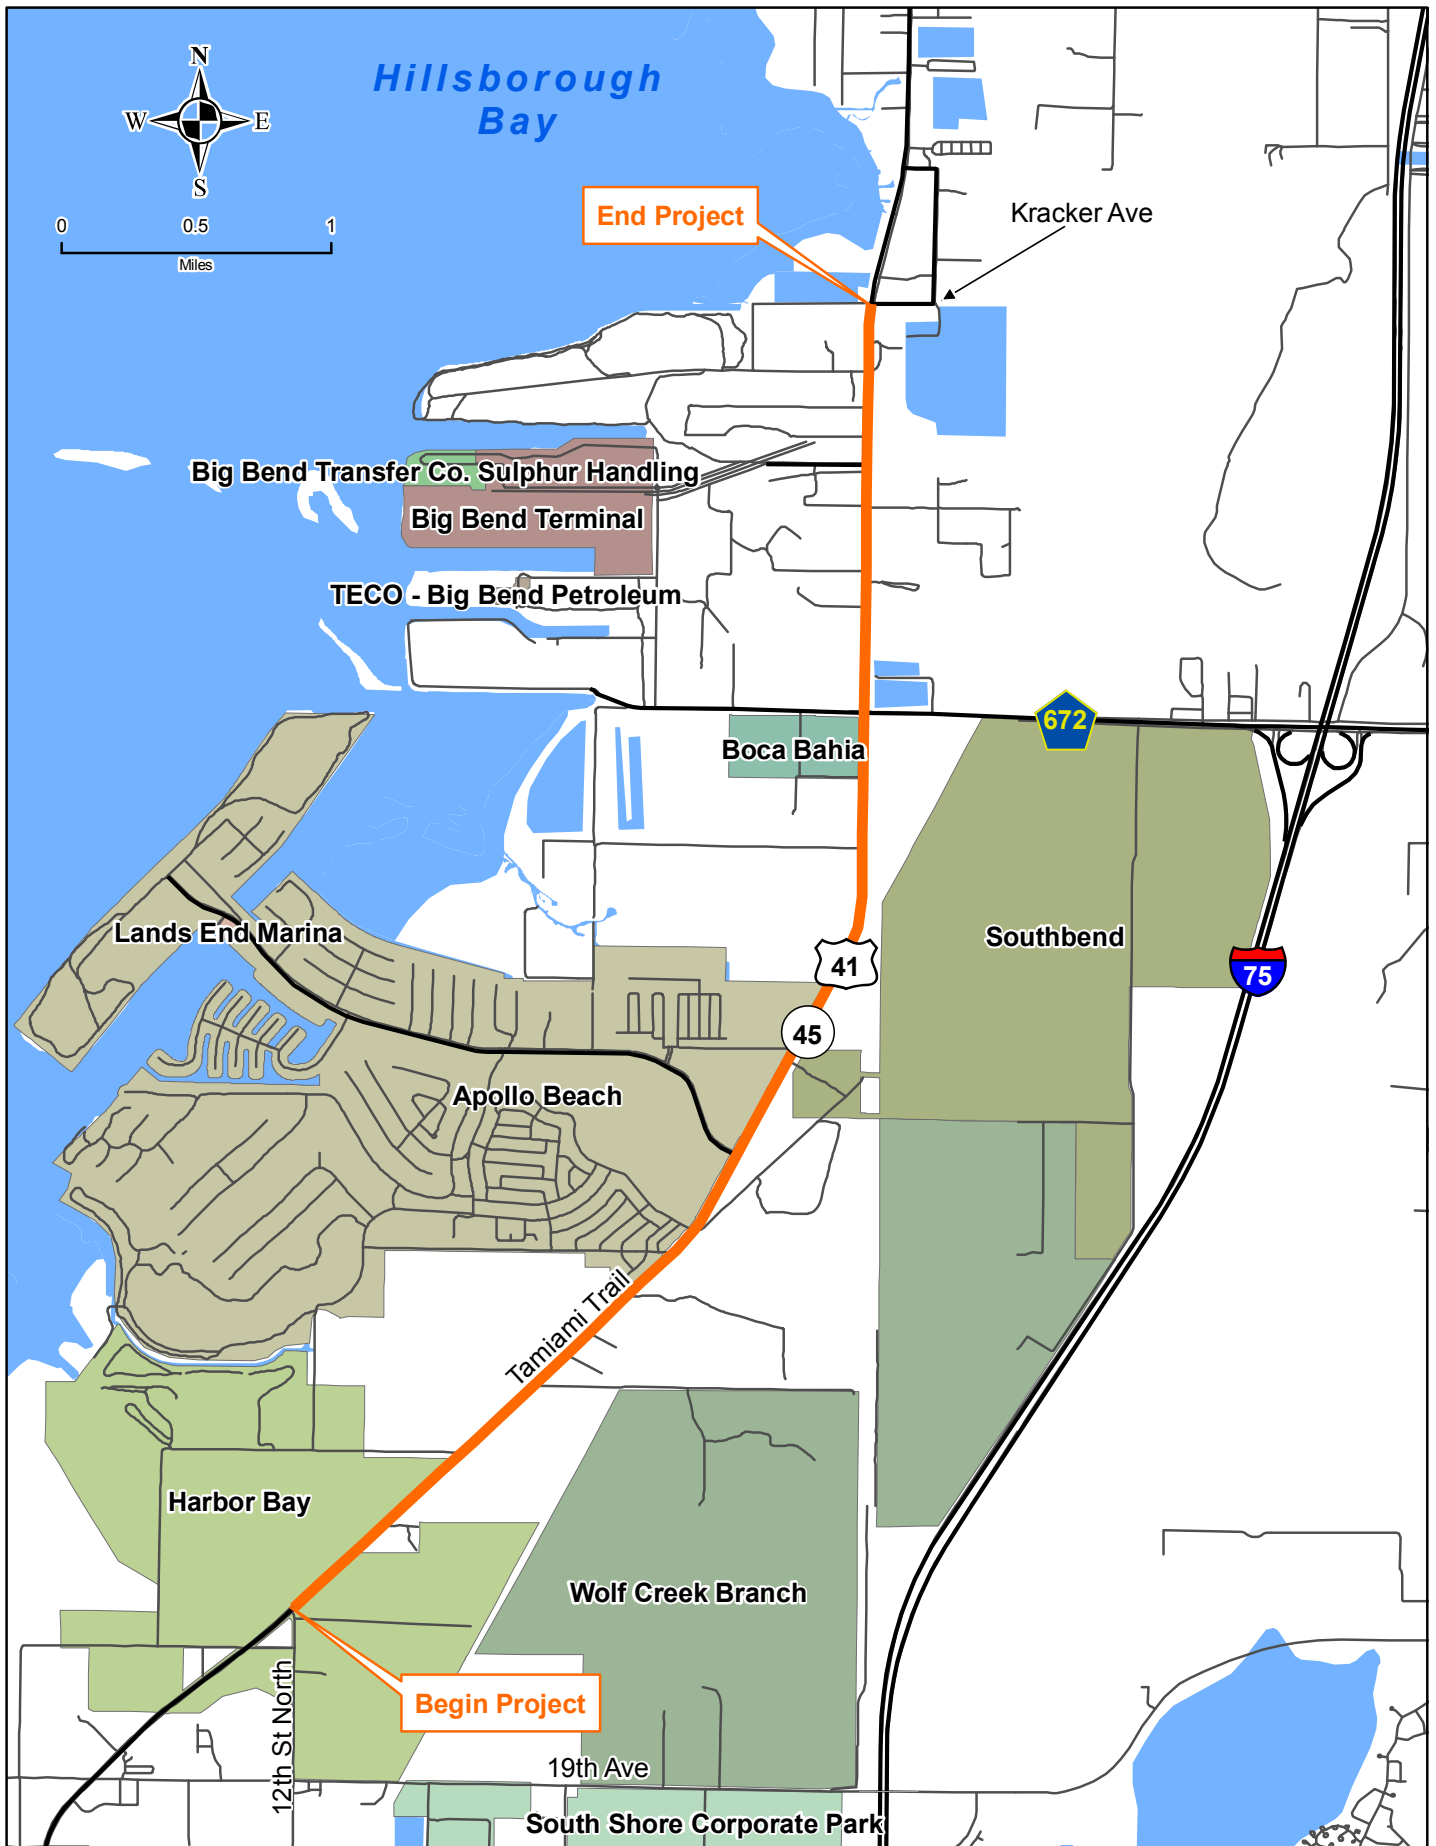 Hillsborough
Bay
N
W
E
S
0
0.5
1
Miles
End Project
Kracker Ave
Big Bend Transfer Co. Sulphur Handling
Big Bend Terminal
TECO - Big Bend Petroleum
672
Boca Bahia
Lands End Marina
Southbend
41
75
45
Apollo Beach
Tamiami Trail
Harbor Bay
Wolf Creek Branch
Begin Project
12th St North
19th Ave
South Shore Corporate Park